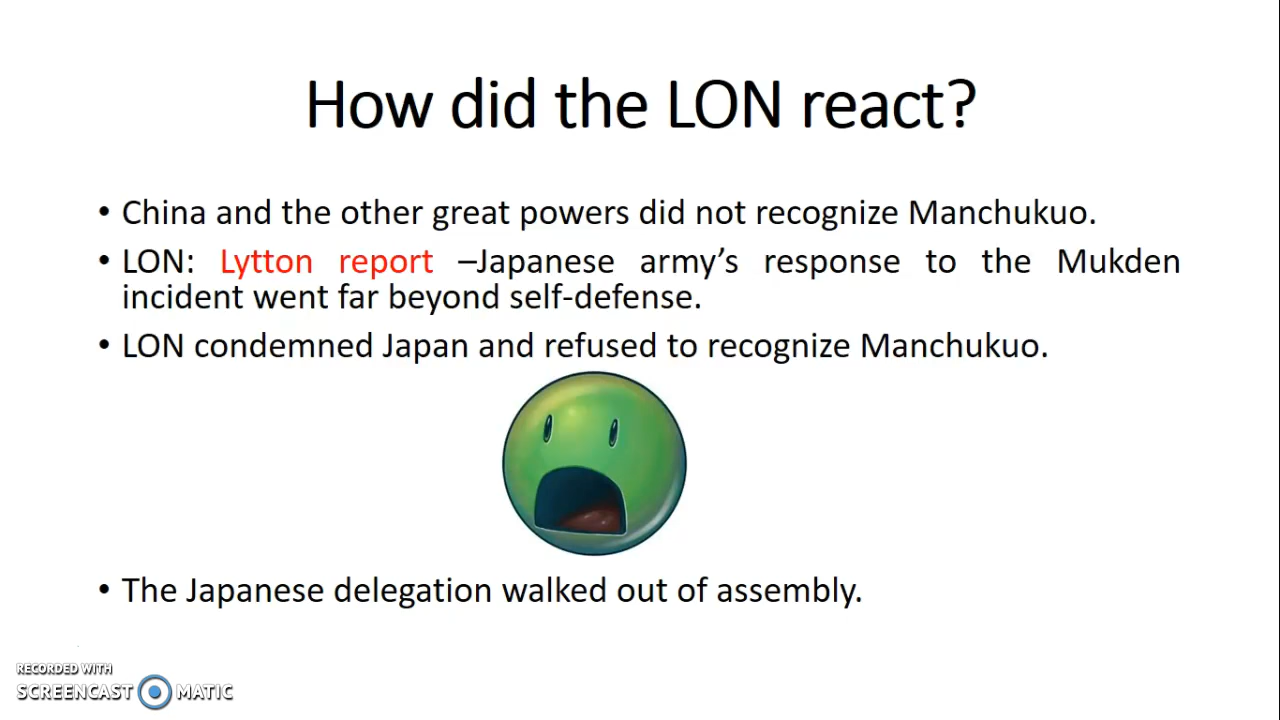 How did the LON react?
• China and the other great powers did not recognize Manchukuo.
• LON: Lytton report –Japanese army’s response to the Mukden
incident went far beyond self-defense.
• LON condemned Japan and refused to recognize Manchukuo.
• The Japanese delegation walked out of assembly.
RECORDED WITH
SCREENCAST MATIC